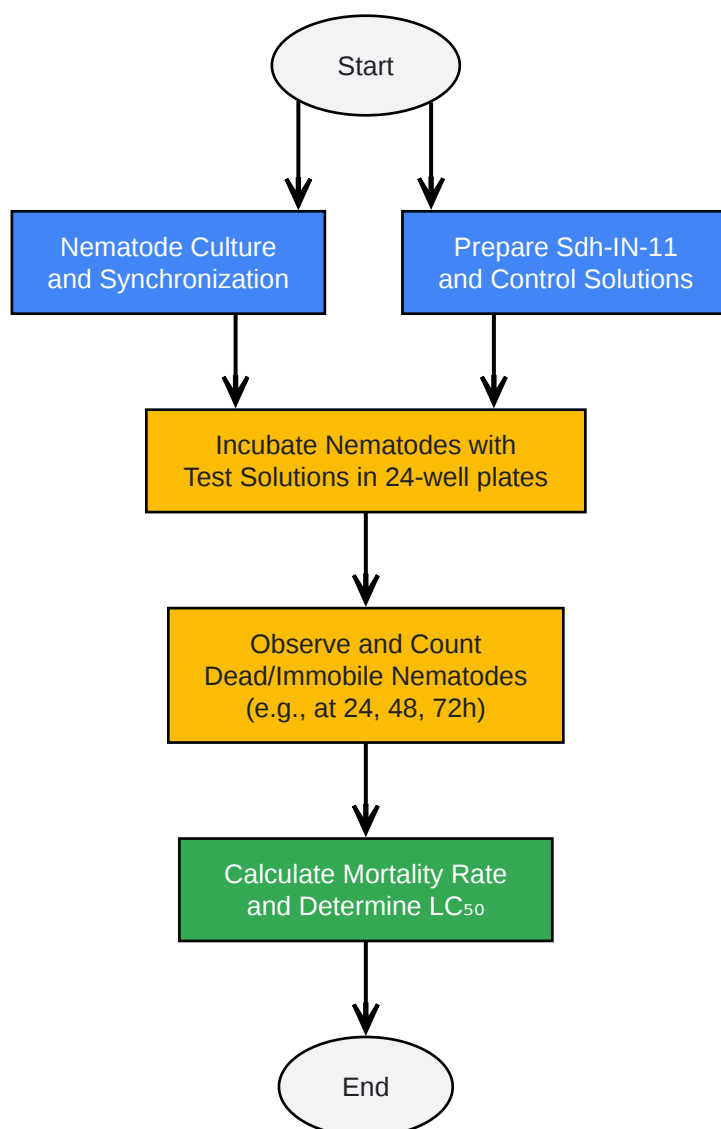 Start
Nematode Culture
and Synchronization
Prepare Sdh-IN-11
and Control Solutions
Incubate Nematodes with
Test Solutions in 24-well plates
Observe and Count
Dead/Immobile Nematodes
(e.g., at 24, 48, 72h)
Calculate Mortality Rate
and Determine LC₅₀
End